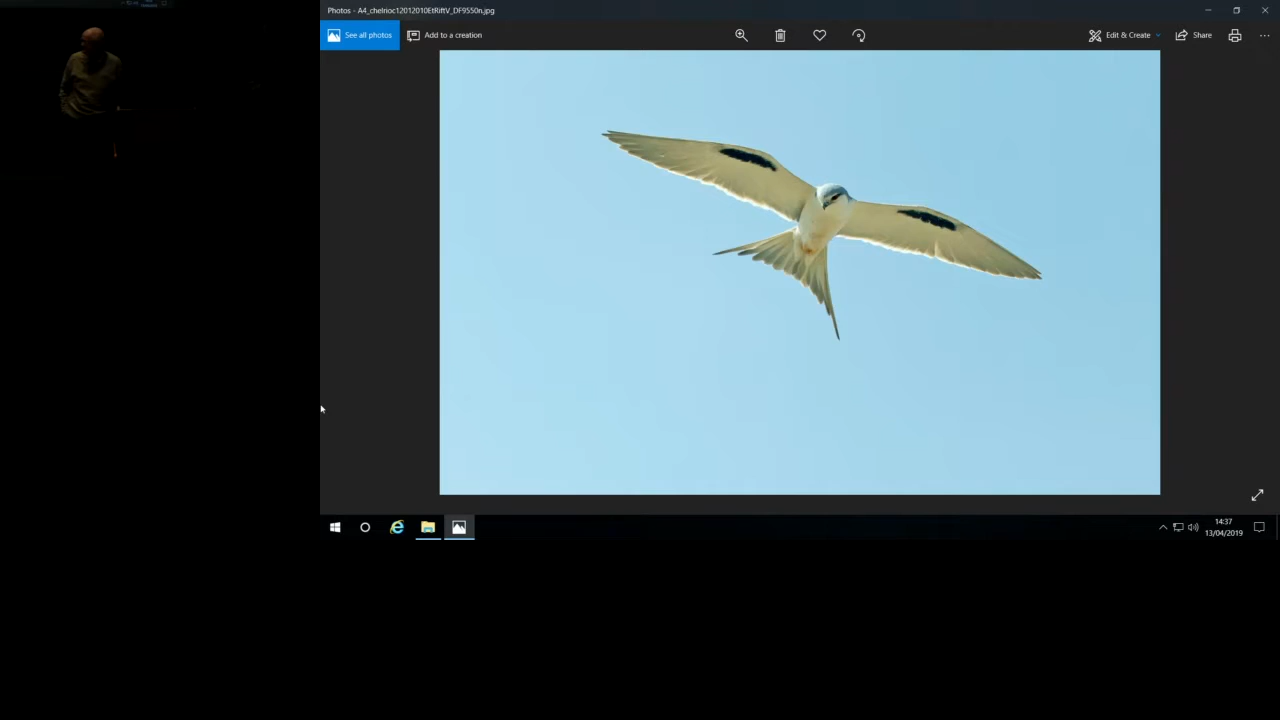 Photos - A4_chelrioc12012010EtRiftV_DF9550n.jpg
See all photos
Add to a creation
Edit & Create
Share
14:37
13/04/2019